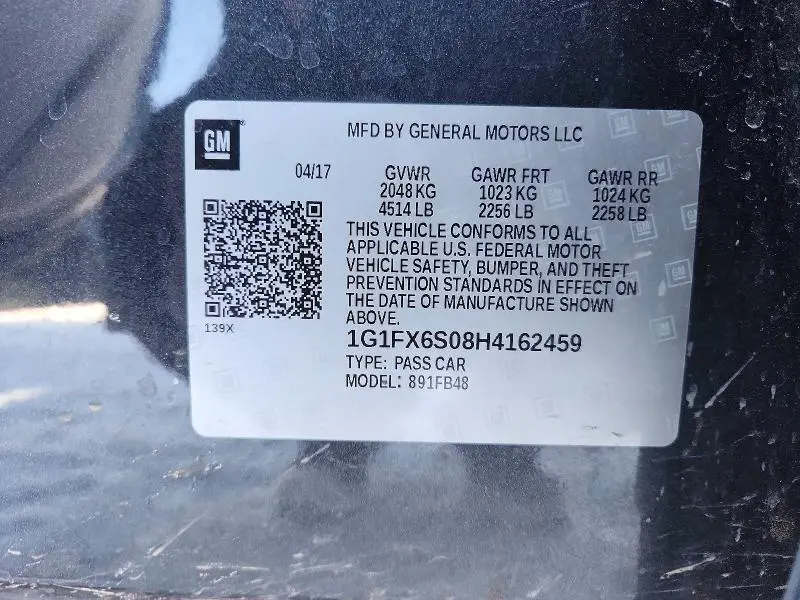 GM
MFD BY GENERAL MOTORS LLC
04/17 GVWR GAWR FRT GAWR RR
2048 KG 1023 KG 1024 KG
4514 LB 2256 LB 2258 LB
THIS VEHICLE CONFORMS TO ALL
APPLICABLE U.S. FEDERAL MOTOR
VEHICLE SAFETY, BUMPER, AND THEFT
PREVENTION STANDARDS IN EFFECT ON
THE DATE OF MANUFACTURE SHOWN
ABOVE.
139X
1G1FX6S08H4162459
TYPE: PASS CAR
MODEL: 891FB48